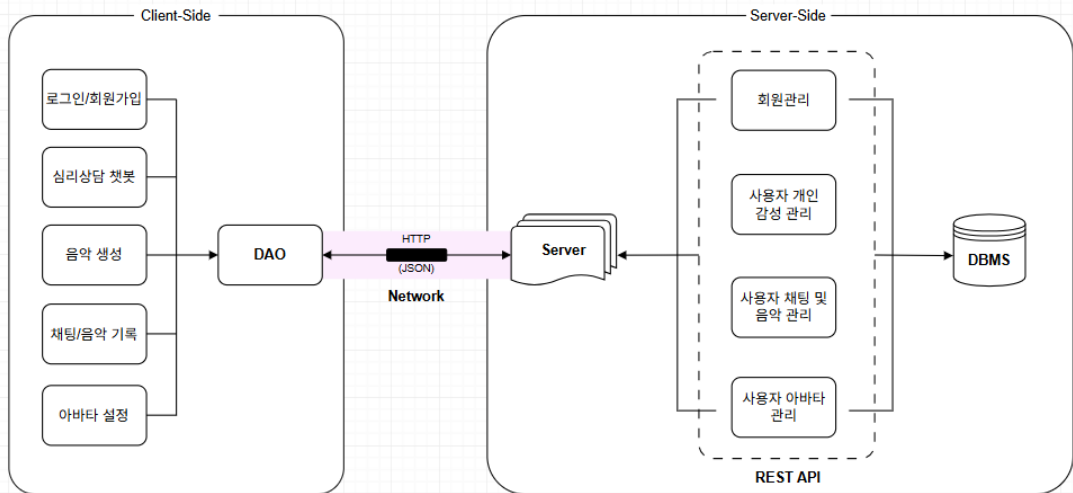 Client-Side
로그인/회원가입
심리상담 챗봇
음악 생성
채팅/음악 기록
아바타 설정
DAO
HTTP
(JSON)
Network
Server-Side
Server
회원관리
사용자 개인
감성 관리
사용자 채팅 및
음악 관리
사용자 아바타
관리
REST API
DBMS